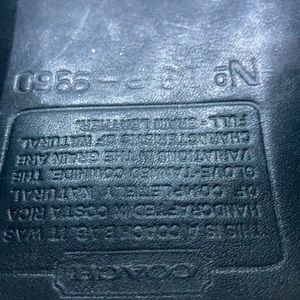 COACH
THIS IS A COACH BAG. IT WAS
HANDCRAFTED IN COSTA RICA
OF COMPLETELY NATURAL
GLOVE-TANNED COWHIDE. THE
VARIATIONS IN THE GRAIN ARE
CHARACTERISTIC OF NATURAL
FULL-GRAIN LEATHER.
Nº